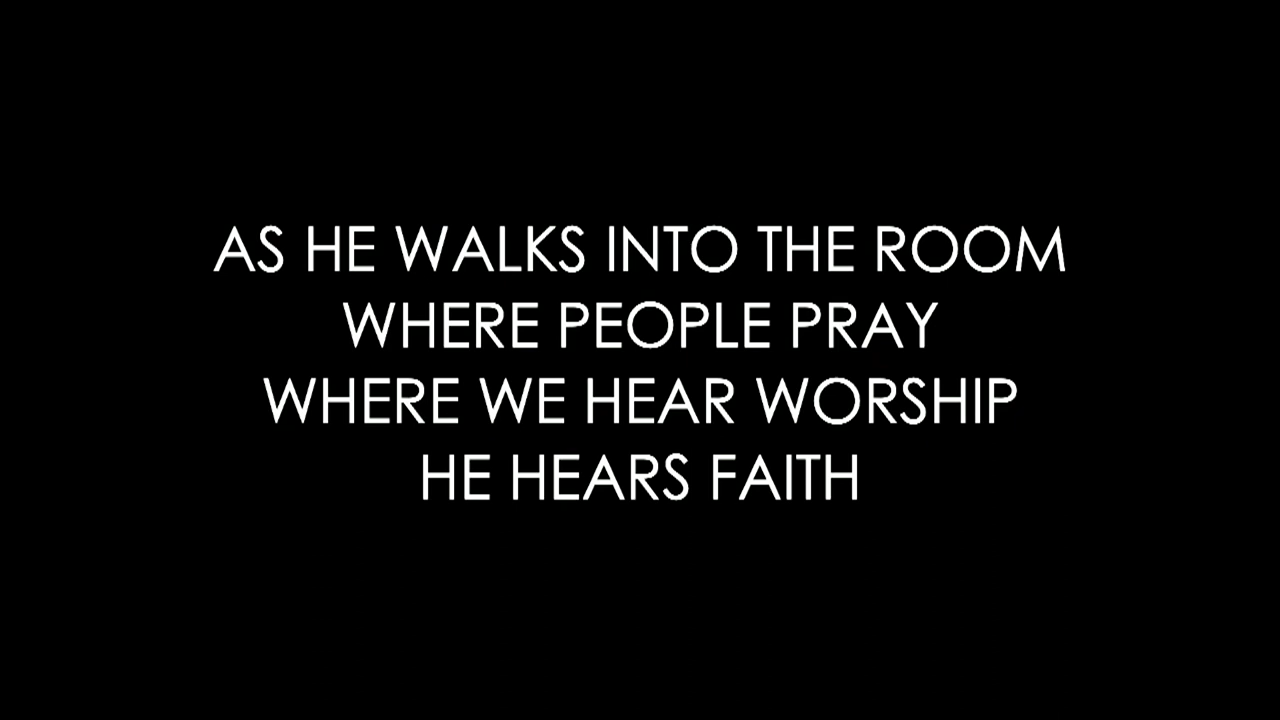 AS HE WALKS INTO THE ROOM
WHERE PEOPLE PRAY
WHERE WE HEAR WORSHIP
HE HEARS FAITH